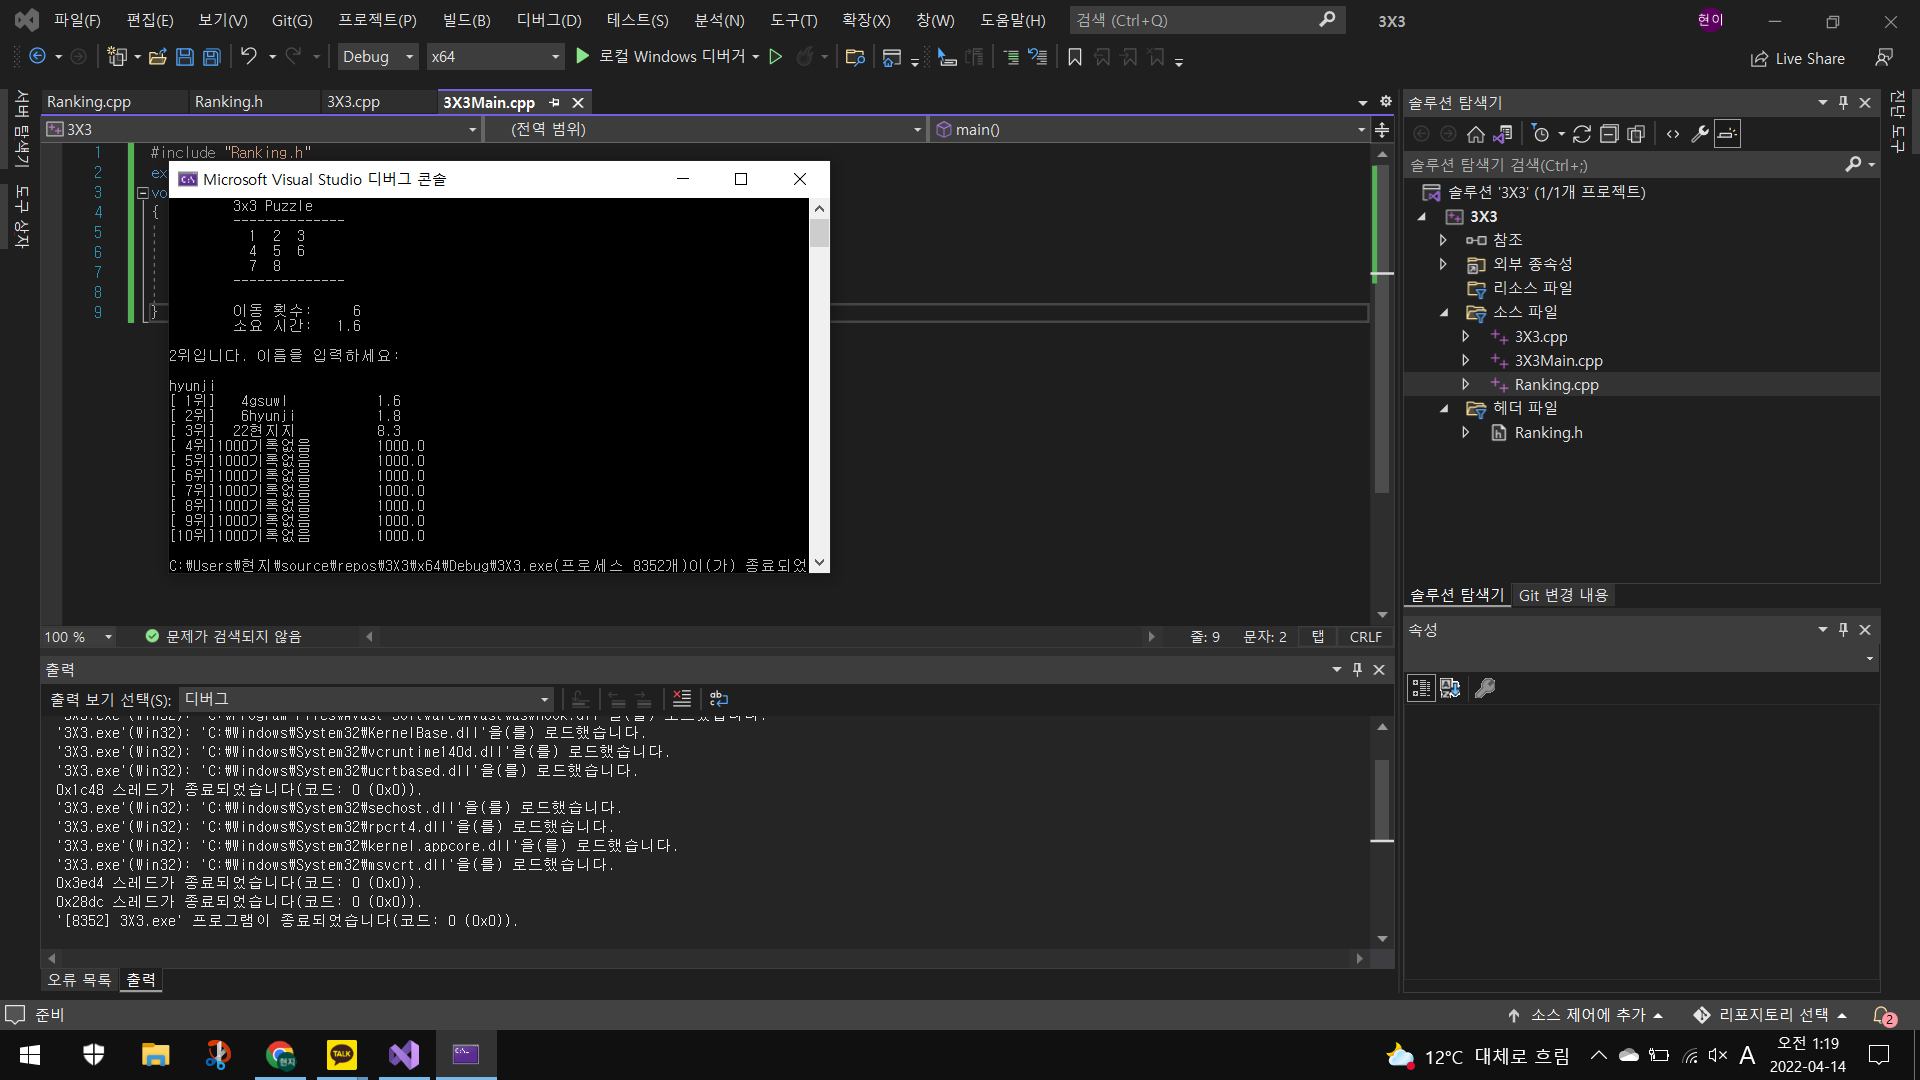 파일(F) 편집(E) 보기(V) Git(G) 프로젝트(P) 빌드(B) 디버그(D) 테스트(S) 분석(N) 도구(T) 확장(X) 창(W) 도움말(H) 검색 (Ctrl+Q) 3X3 현이
Debug x64 로컬 Windows 디버거 Live Share
서버 탐색기
도구 상자
Ranking.cpp Ranking.h 3X3.cpp 3X3Main.cpp
3X3 (전역 범위) main()
1 #include "Ranking.h"
2 ex
3 vo
4 {
5
6
7
8
9 }
Microsoft Visual Studio 디버그 콘솔
3x3 Puzzle
--------------
1 2 3
4 5 6
7 8
--------------
이동 횟수: 6
소요 시간: 1.6
2위입니다. 이름을 입력하세요:
hyunji
[ 1위] 4gsuwl 1.6
[ 2위] 6hyunji 1.8
[ 3위] 22현지지 8.3
[ 4위]1000기록없음 1000.0
[ 5위]1000기록없음 1000.0
[ 6위]1000기록없음 1000.0
[ 7위]1000기록없음 1000.0
[ 8위]1000기록없음 1000.0
[ 9위]1000기록없음 1000.0
[10위]1000기록없음 1000.0
C:₩Users₩현지₩source₩repos₩3X3₩x64₩Debug₩3X3.exe(프로세스 8352개)이(가) 종료되었
100 % 문제가 검색되지 않음 줄: 9 문자: 2 탭 CRLF
출력
출력 보기 선택(S): 디버그
'3X3.exe'(Win32): 'C:₩Program Files₩Avast Software₩Avast₩aswhook.dll'을(를) 로드했습니다.
'3X3.exe'(Win32): 'C:₩Windows₩System32₩KernelBase.dll'을(를) 로드했습니다.
'3X3.exe'(Win32): 'C:₩Windows₩System32₩vcruntime140d.dll'을(를) 로드했습니다.
'3X3.exe'(Win32): 'C:₩Windows₩System32₩ucrtbased.dll'을(를) 로드했습니다.
0x1c48 스레드가 종료되었습니다(코드: 0 (0x0)).
'3X3.exe'(Win32): 'C:₩Windows₩System32₩sechost.dll'을(를) 로드했습니다.
'3X3.exe'(Win32): 'C:₩Windows₩System32₩rpcrt4.dll'을(를) 로드했습니다.
'3X3.exe'(Win32): 'C:₩Windows₩System32₩kernel.appcore.dll'을(를) 로드했습니다.
'3X3.exe'(Win32): 'C:₩Windows₩System32₩msvcrt.dll'을(를) 로드했습니다.
0x3ed4 스레드가 종료되었습니다(코드: 0 (0x0)).
0x28dc 스레드가 종료되었습니다(코드: 0 (0x0)).
'[8352] 3X3.exe' 프로그램이 종료되었습니다(코드: 0 (0x0)).
오류 목록 출력
솔루션 탐색기
솔루션 탐색기 검색(Ctrl+;)
솔루션 '3X3' (1/1개 프로젝트)
3X3
참조
외부 종속성
리소스 파일
소스 파일
3X3.cpp
3X3Main.cpp
Ranking.cpp
헤더 파일
Ranking.h
솔루션 탐색기 Git 변경 내용
속성
진단 도구
준비 소스 제어에 추가 리포지토리 선택 2
TALK
현지
12°C 대체로 흐림 A 오전 1:19
2022-04-14